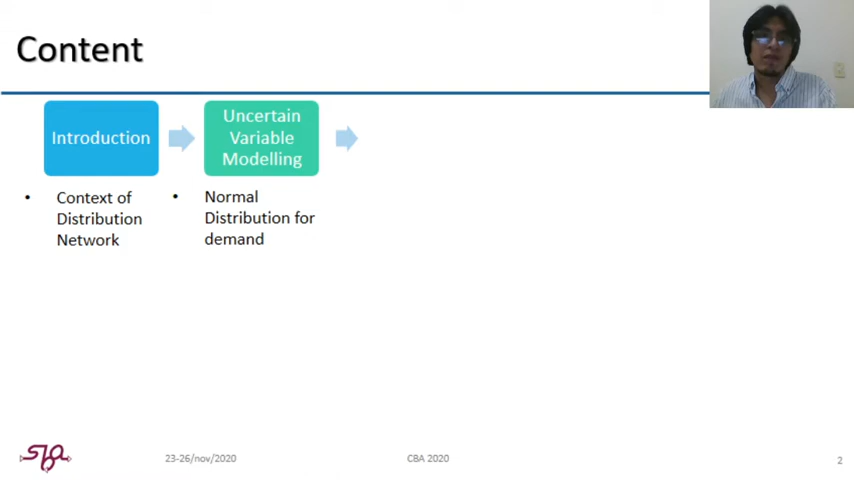 Content
Introduction
Uncertain
Variable
Modelling
• Context of
Distribution
Network
• Normal
Distribution for
demand
23-26/nov/2020
CBA 2020
2